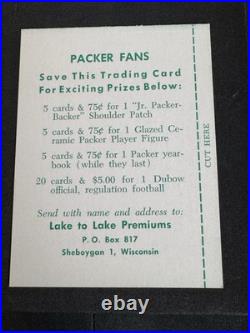 PACKER FANS
Save This Trading Card
For Exciting Prizes Below:
5 cards & 75¢ for 1 "Jr. Packer-
Backer" Shoulder Patch
5 cards & 75¢ for 1 Glazed Ce-
ramic Packer Player Figure
5 cards & 75¢ for 1 Packer year-
book (while they last)
20 cards & $5.00 for 1 Dubow
official, regulation football
Send with name and address to:
Lake to Lake Premiums
P. O. Box 817
Sheboygan 1, Wisconsin
CUT HERE